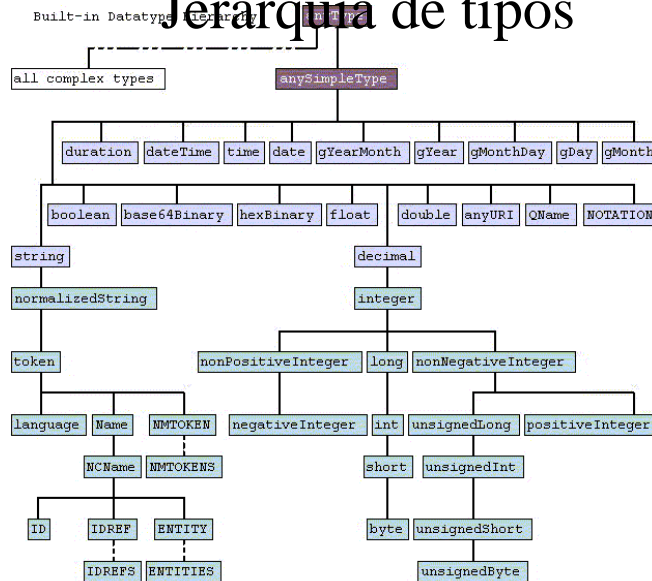 Jerarquía de tipos
Built-in Datatype Hierarchy
anyType
all complex types
anySimpleType
duration dateTime time date gYearMonth gYear gMonthDay gDay gMonth
boolean base64Binary hexBinary float double anyURI QName NOTATION
string decimal
normalizedString integer
token nonPositiveInteger long nonNegativeInteger
language Name NMTOKEN negativeInteger int unsignedLong positiveInteger
NCName NMTOKENS short unsignedInt
ID IDREF ENTITY byte unsignedShort
IDREFS ENTITIES unsignedByte